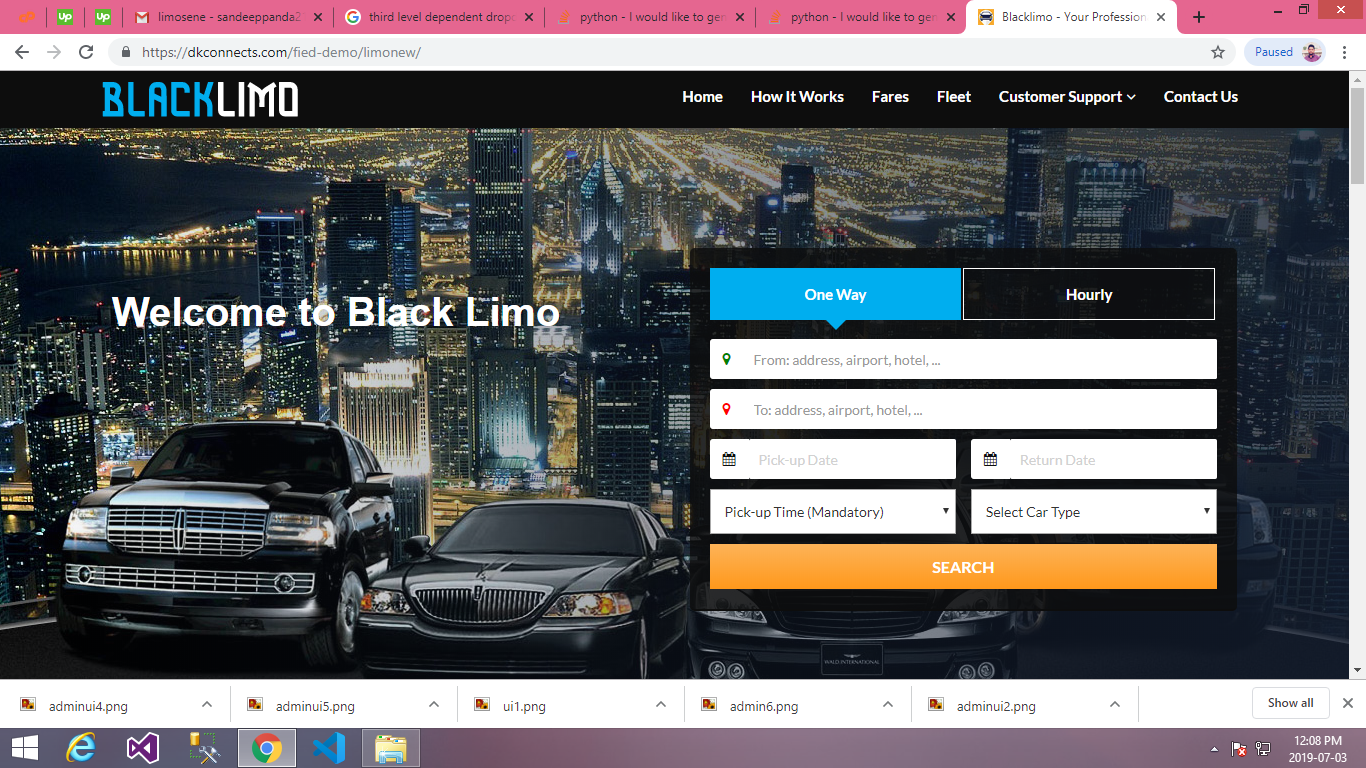 Up
Up
limosene - sandeeppanda2
third level dependent dropd
python - I would like to gen
python - I would like to gen
Blacklimo - Your Profession
https://dkconnects.com/fied-demo/limonew/
Paused
BLACKLIMO
Home How It Works Fares Fleet Customer Support Contact Us
Welcome to Black Limo
One Way Hourly
From: address, airport, hotel, ...
To: address, airport, hotel, ...
Pick-up Date Return Date
Pick-up Time (Mandatory) Select Car Type
SEARCH
WALD INTERNATIONAL
adminui4.png adminui5.png ui1.png admin6.png adminui2.png Show all
12:08 PM
2019-07-03